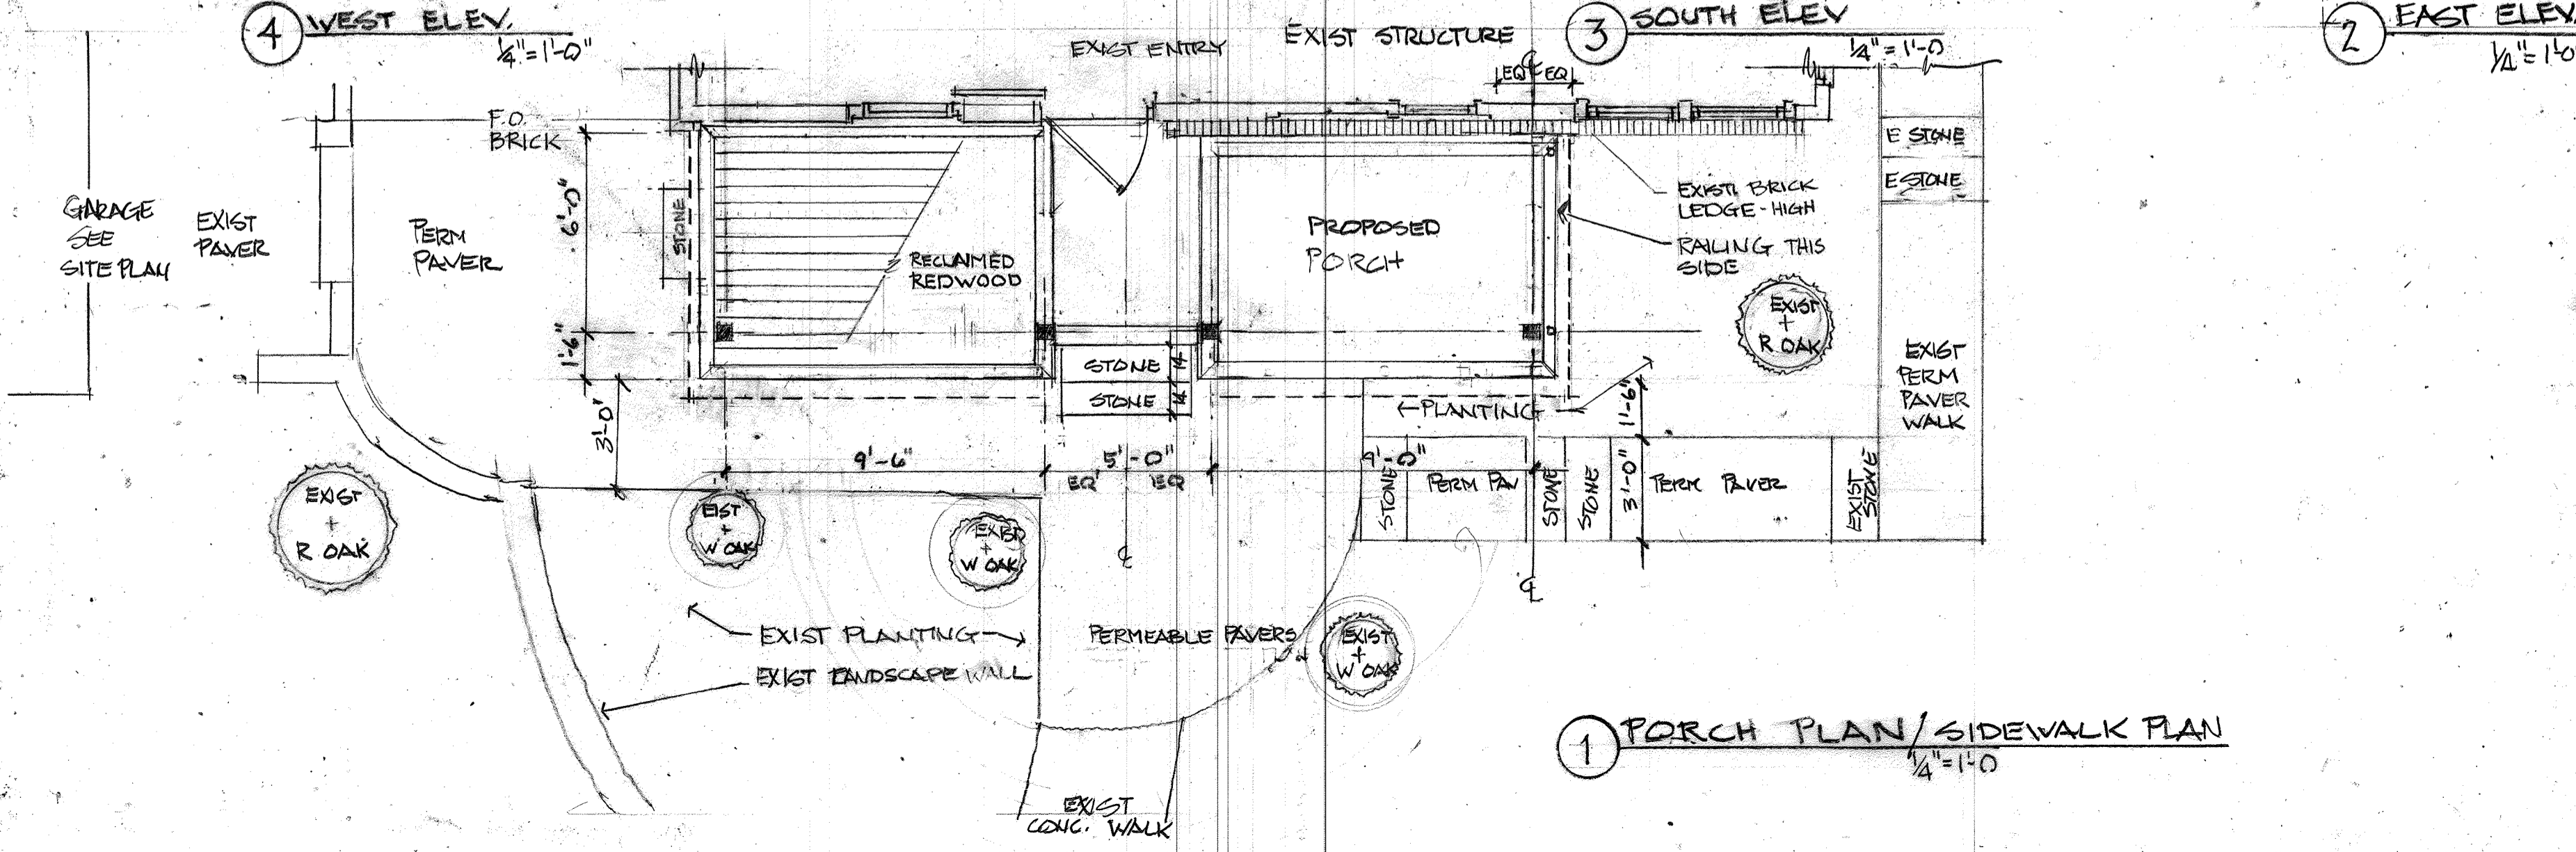 4 WEST ELEV.
1/4"=1'-0"
EXIST ENTRY
EXIST STRUCTURE
3 SOUTH ELEV
1/4"=1'-0
2 EAST ELEV.
1/4"=1'-0
EQ EQ
F.O.
BRICK
GARAGE
SEE
SITE PLAN
EXIST
PAVER
PERM
PAVER
6'-0"
1'-6"
3'-0"
STONE
RECLAIMED
REDWOOD
PROPOSED
PORCH
EXIST. BRICK
LEDGE-HIGH
RAILING THIS
SIDE
E STONE
E STONE
EXIST
+
R OAK
EXIST
PERM
PAVER
WALK
STONE 14
STONE 14
PLANTING
1'-6"
9'-6"
5'-0"
EQ EQ
9'-0"
STONE
PERM PAV
STONE
STONE
3'-0"
PERM PAVER
EXIST
STONE
EXIST
+
R OAK
EIST
+
W OAK
EXIST
+
W OAK
EXIST PLANTING
EXIST LANDSCAPE WALL
PERMEABLE PAVERS
EXIST
+
W OAK
EXIST
CONC. WALK
1 PORCH PLAN/SIDEWALK PLAN
1/4"=1'-0